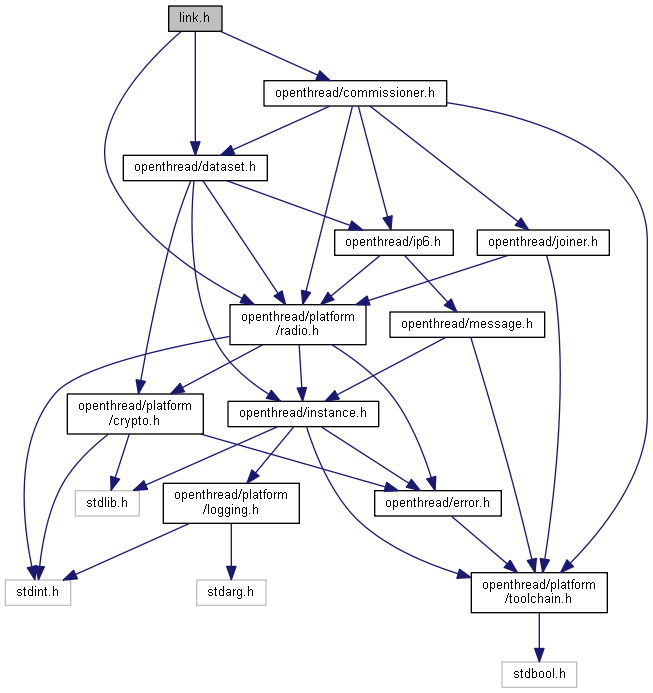 link.h
openthread/commissioner.h
openthread/dataset.h
openthread/ip6.h
openthread/joiner.h
openthread/platform
/radio.h
openthread/message.h
openthread/platform
/crypto.h
openthread/instance.h
stdlib.h
openthread/platform
/logging.h
openthread/error.h
stdint.h
stdarg.h
openthread/platform
/toolchain.h
stdbool.h